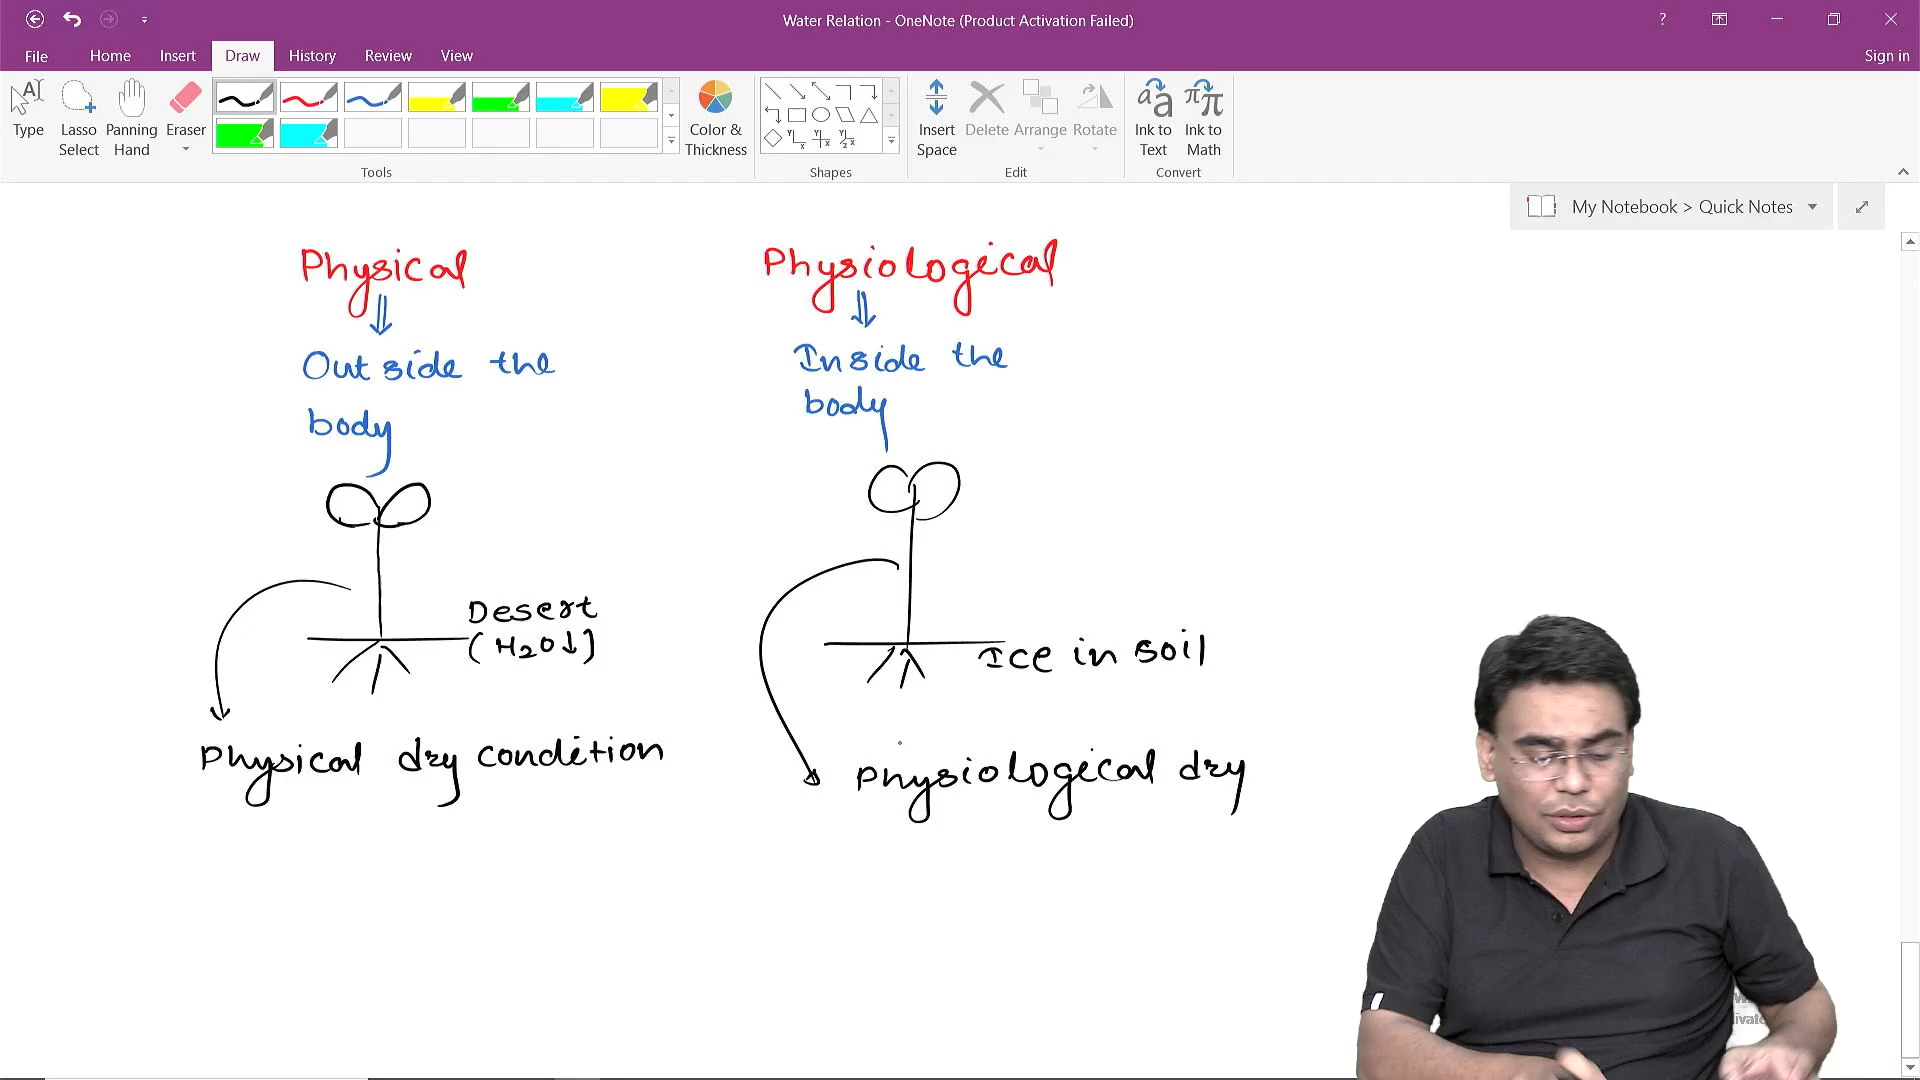 Water Relation - OneNote (Product Activation Failed)
?
File
Home
Insert
Draw
History
Review
View
Sign in
Type
Lasso
Select
Panning
Hand
Eraser
Color &
Thickness
Insert
Space
Delete
Arrange
Rotate
Ink to
Text
Ink to
Math
Tools
Shapes
Edit
Convert
My Notebook > Quick Notes
Physical
Physiological
Outside the
body
Inside the
body
Desert
(H2O↓)
Ice in soil
Physical dry condition
Physiological dry